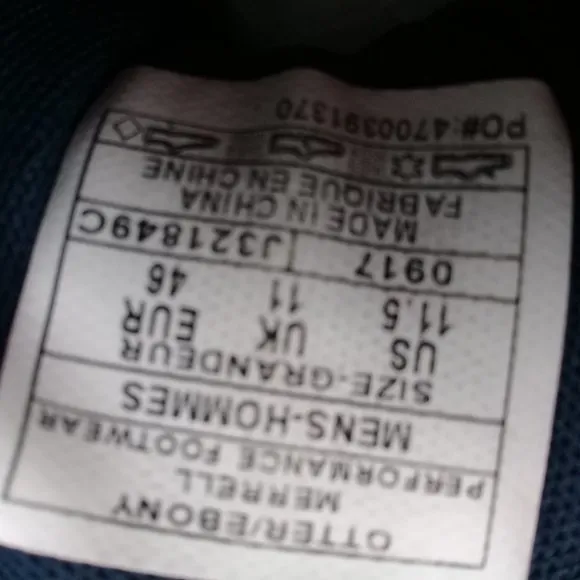 OTTER/EBONY
MERRELL
PERFORMANCE FOOTWEAR
MENS-HOMMES
SIZE-GRANDEUR
US UK EUR
11.5 11 46
0917 J321849C
MADE IN CHINA
FABRIQUE EN CHINE
PO#:4700391370